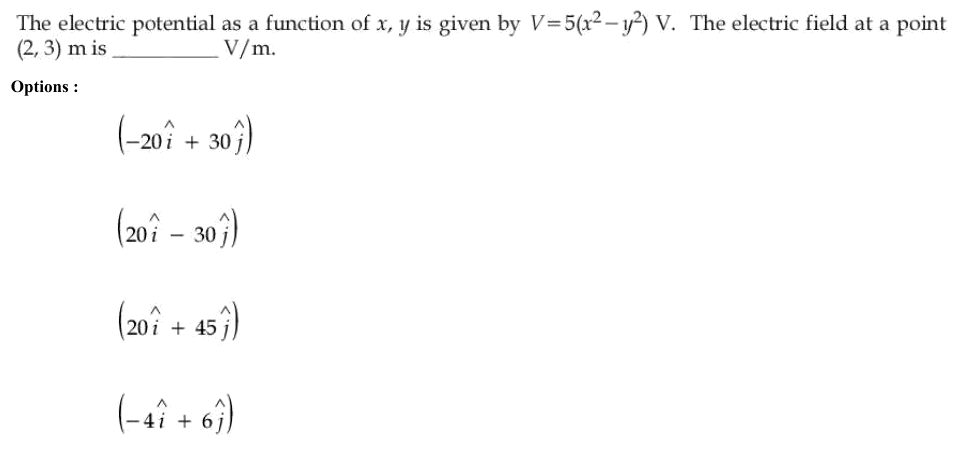 The electric potential as a function of x, y is given by V=5(x²−y²) V. The electric field at a point
(2, 3) m is __________ V/m.
Options :
(−20î + 30ĵ)
(20î − 30ĵ)
(20î + 45ĵ)
(−4î + 6ĵ)